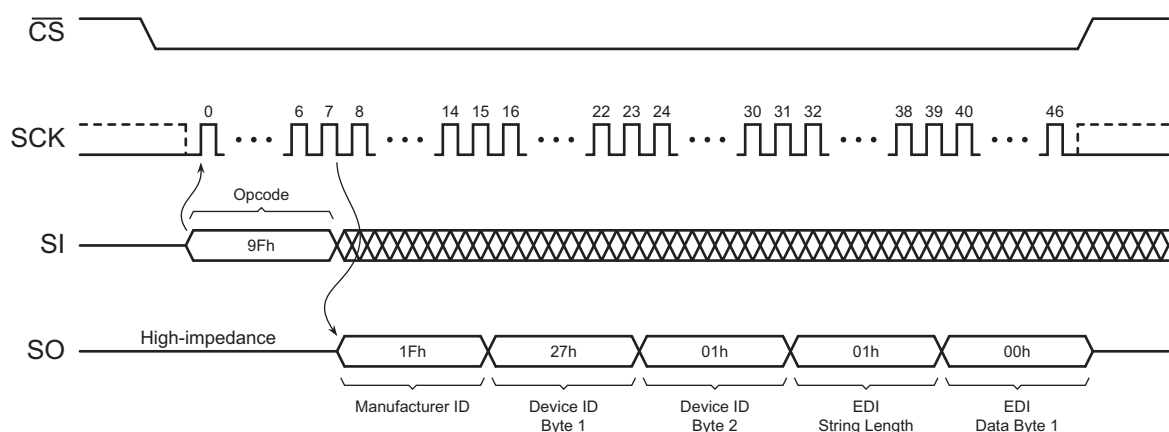 CS
0 6 7 8 14 15 16 22 23 24 30 31 32 38 39 40 46
SCK
Opcode
SI
9Fh
High-impedance
SO
1Fh 27h 01h 01h 00h
Manufacturer ID Device ID Device ID EDI EDI
Byte 1 Byte 2 String Length Data Byte 1